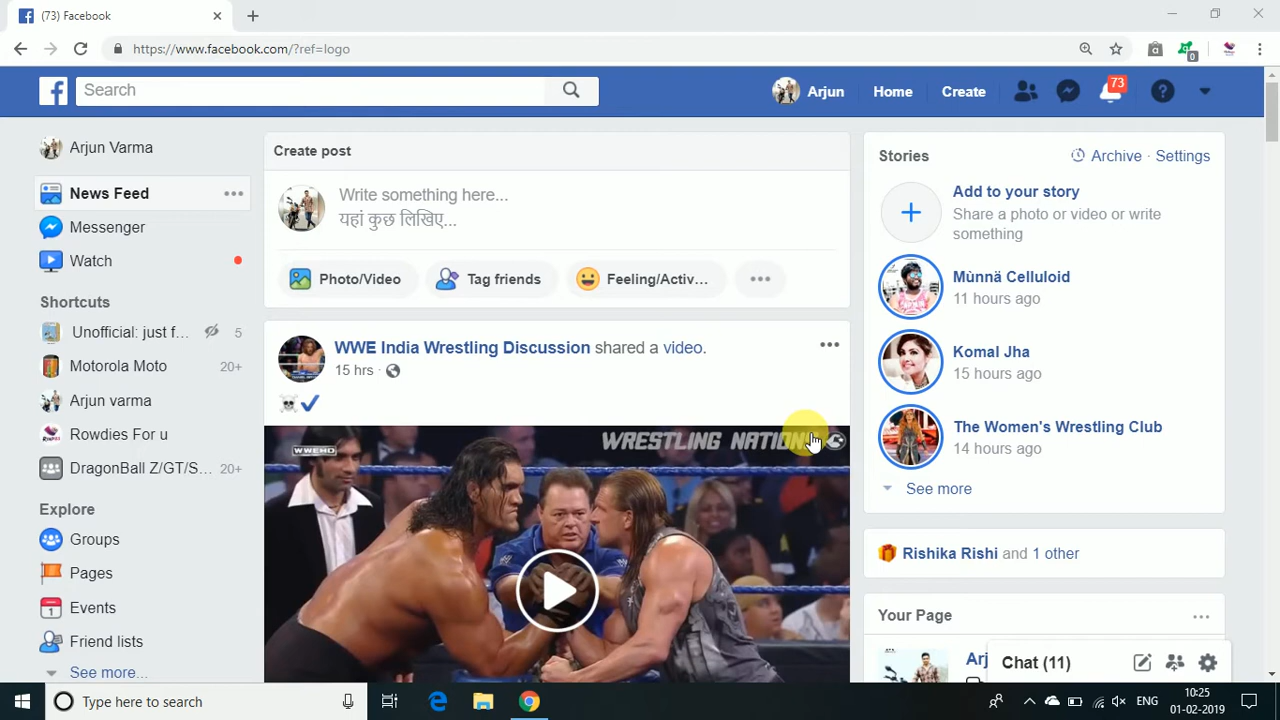 (73) Facebook
https://www.facebook.com/?ref=logo
0
Search
Arjun
Home
Create
73
Arjun Varma
News Feed
Messenger
Watch
Shortcuts
Unofficial: just f...
5
Motorola Moto
20+
Arjun varma
Rowdies For u
DragonBall Z/GT/S...
20+
Explore
Groups
Pages
1
Events
Friend lists
See more...
Create post
Write something here...
यहां कुछ लिखिए...
Photo/Video
Tag friends
Feeling/Activ...
WWE India Wrestling Discussion shared a video.
15 hrs ·
WWEHD
WRESTLING NATION
Stories
Archive · Settings
Add to your story
Share a photo or video or write
something
Mùnnä Celluloid
11 hours ago
Komal Jha
15 hours ago
The Women's Wrestling Club
14 hours ago
See more
Rishika Rishi and 1 other
Your Page
Arj
Chat (11)
Type here to search
ENG
10:25
01-02-2019